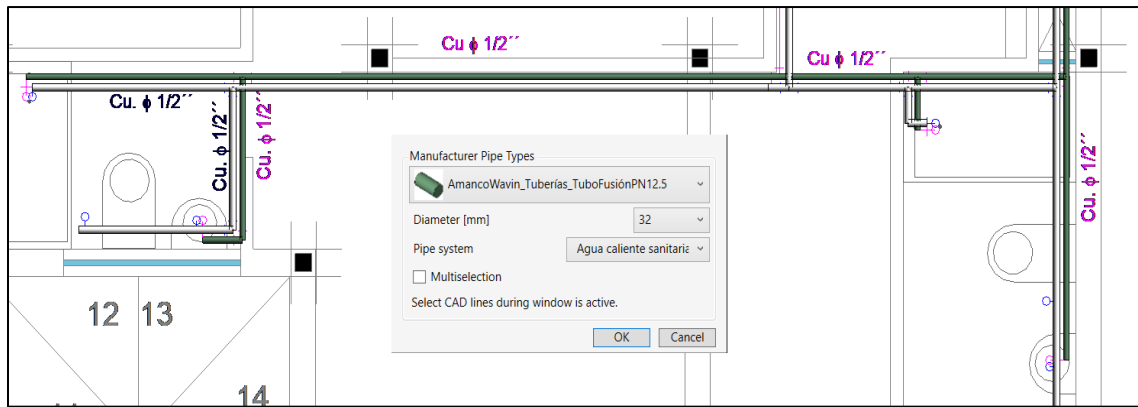 Cu ϕ 1/2´´
Cu ϕ 1/2´´
Cu. ϕ 1/2´´
Cu. ϕ 1/2´´
Cu. ϕ 1/2´´
Cu. ϕ 1/2´´
Manufacturer Pipe Types
AmancoWavin_Tuberías_TuboFusiónPN12.5
Diameter [mm]
32
Pipe system
Agua caliente sanitaria
Multiselection
Select CAD lines during window is active.
OK
Cancel
12
13
14